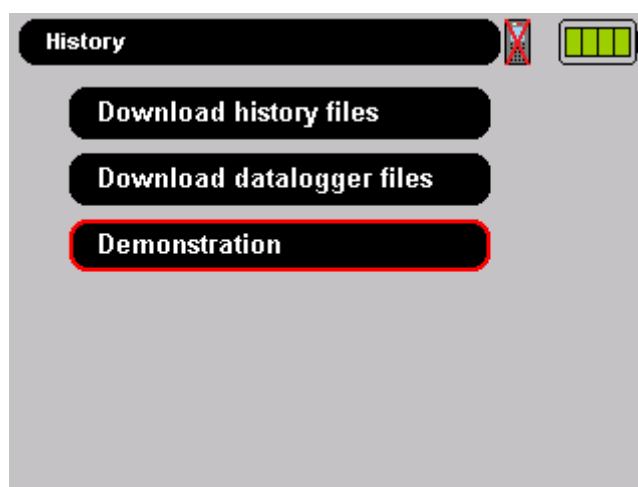 History
Download history files
Download datalogger files
Demonstration